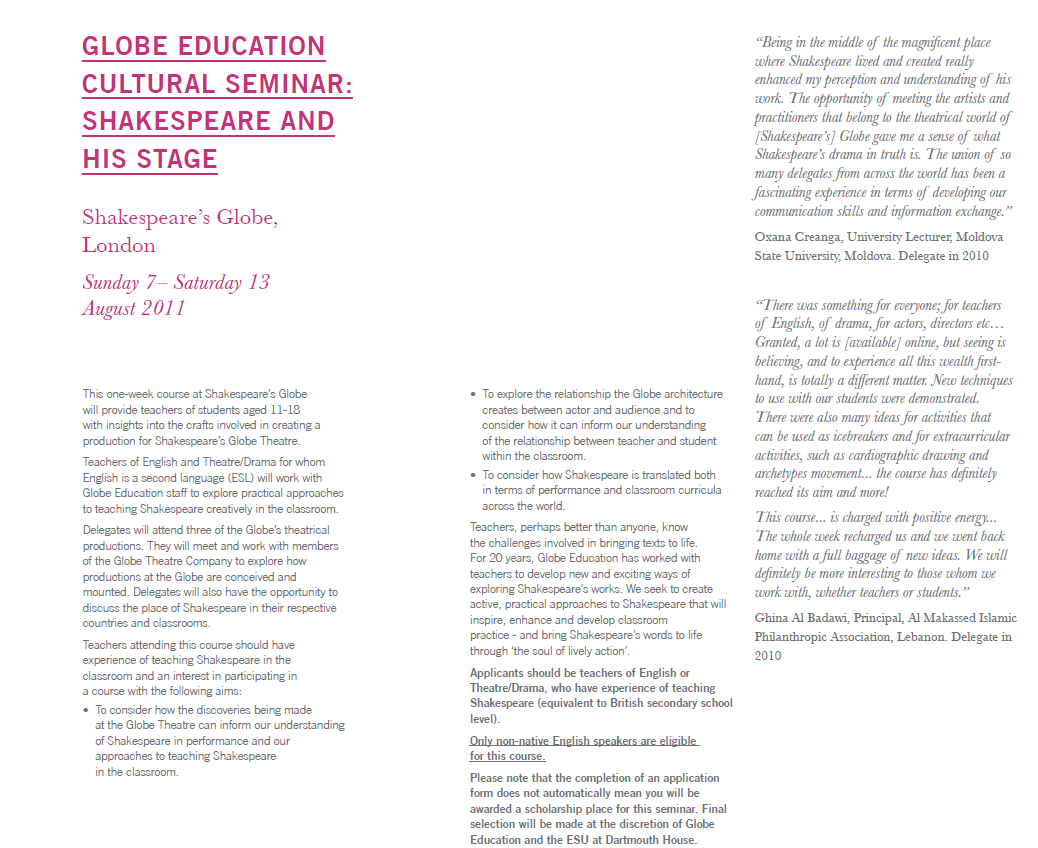 GLOBE EDUCATION
CULTURAL SEMINAR:
SHAKESPEARE AND
HIS STAGE
Shakespeare’s Globe,
London
Sunday 7– Saturday 13
August 2011
This one-week course at Shakespeare’s Globe
will provide teachers of students aged 11-18
with insights into the crafts involved in creating a
production for Shakespeare’s Globe Theatre.
Teachers of English and Theatre/Drama for whom
English is a second language (ESL) will work with
Globe Education staff to explore practical approaches
to teaching Shakespeare creatively in the classroom.
Delegates will attend three of the Globe’s theatrical
productions. They will meet and work with members
of the Globe Theatre Company to explore how
productions at the Globe are conceived and
mounted. Delegates will also have the opportunity to
discuss the place of Shakespeare in their respective
countries and classrooms.
Teachers attending this course should have
experience of teaching Shakespeare in the
classroom and an interest in participating in
a course with the following aims:
• To consider how the discoveries being made
at the Globe Theatre can inform our understanding
of Shakespeare in performance and our
approaches to teaching Shakespeare
in the classroom.
• To explore the relationship the Globe architecture
creates between actor and audience and to
consider how it can inform our understanding
of the relationship between teacher and student
within the classroom.
• To consider how Shakespeare is translated both
in terms of performance and classroom curricula
across the world.
Teachers, perhaps better than anyone, know
the challenges involved in bringing texts to life.
For 20 years, Globe Education has worked with
teachers to develop new and exciting ways of
exploring Shakespeare’s works. We seek to create
active, practical approaches to Shakespeare that will
inspire, enhance and develop classroom
practice - and bring Shakespeare’s words to life
through ‘the soul of lively action’.
Applicants should be teachers of English or
Theatre/Drama, who have experience of teaching
Shakespeare (equivalent to British secondary school
level).
Only non-native English speakers are eligible
for this course.
Please note that the completion of an application
form does not automatically mean you will be
awarded a scholarship place for this seminar. Final
selection will be made at the discretion of Globe
Education and the ESU at Dartmouth House.
“Being in the middle of the magnificent place
where Shakespeare lived and created really
enhanced my perception and understanding of his
work. The opportunity of meeting the artists and
practitioners that belong to the theatrical world of
[Shakespeare’s] Globe gave me a sense of what
Shakespeare’s drama in truth is. The union of so
many delegates from across the world has been a
fascinating experience in terms of developing our
communication skills and information exchange.”
Oxana Creanga, University Lecturer, Moldova
State University, Moldova. Delegate in 2010
“There was something for everyone; for teachers
of English, of drama, for actors, directors etc…
Granted, a lot is [available] online, but seeing is
believing, and to experience all this wealth first-
hand, is totally a different matter. New techniques
to use with our students were demonstrated.
There were also many ideas for activities that
can be used as icebreakers and for extracurricular
activities, such as cardiographic drawing and
archetypes movement... the course has definitely
reached its aim and more!
This course... is charged with positive energy...
The whole week recharged us and we went back
home with a full baggage of new ideas. We will
definitely be more interesting to those whom we
work with, whether teachers or students.”
Ghina Al Badawi, Principal, Al Makassed Islamic
Philanthropic Association, Lebanon. Delegate in
2010